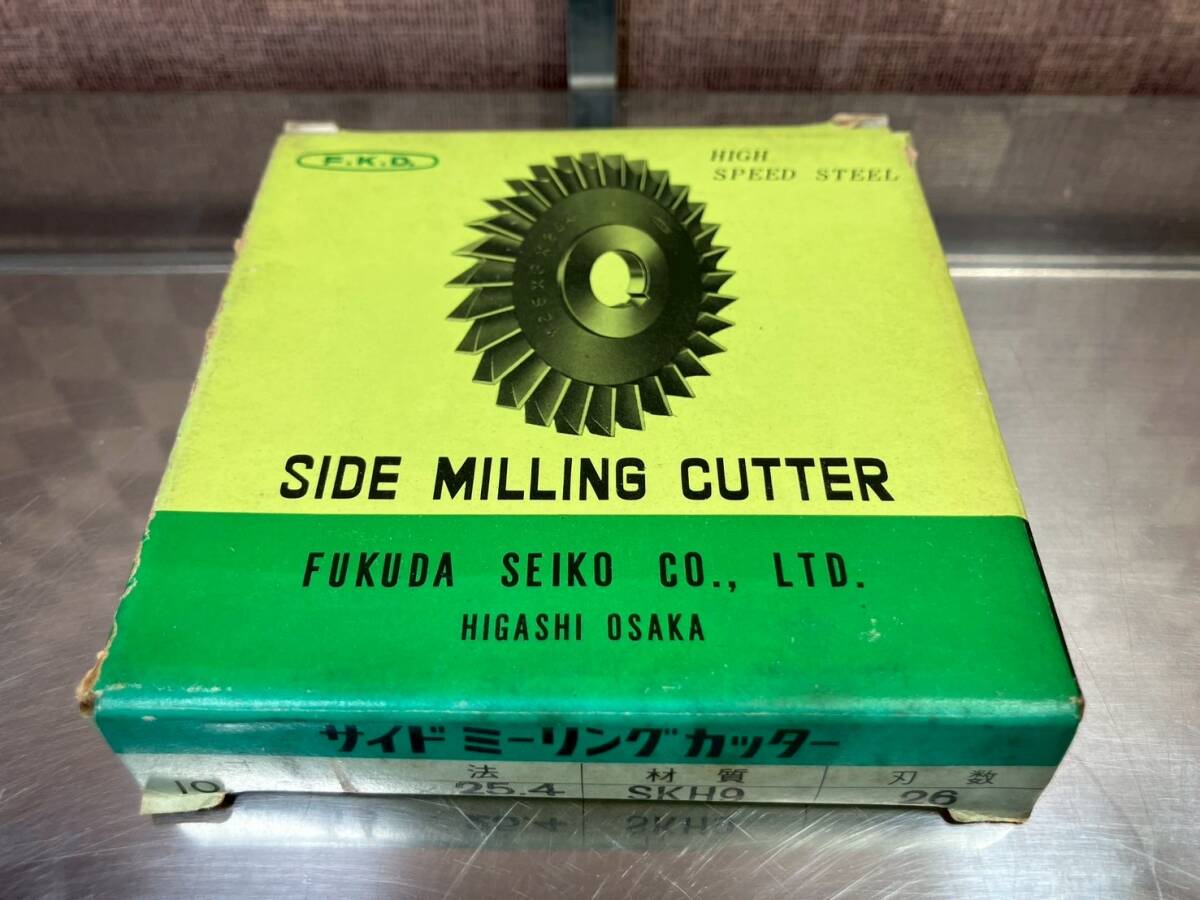 F.K.D.
HIGH
SPEED STEEL
SIDE MILLING CUTTER
FUKUDA SEIKO CO., LTD.
HIGASHI OSAKA
サイドミーリングカッター
寸 法 材 質 刃 数
10 25.4 SKH9 26